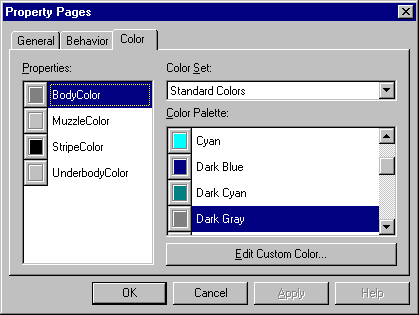 Property Pages
General Behavior Color
Properties:
BodyColor
MuzzleColor
StripeColor
UnderbodyColor
Color Set:
Standard Colors
Color Palette:
Cyan
Dark Blue
Dark Cyan
Dark Gray
Edit Custom Color...
OK Cancel Apply Help